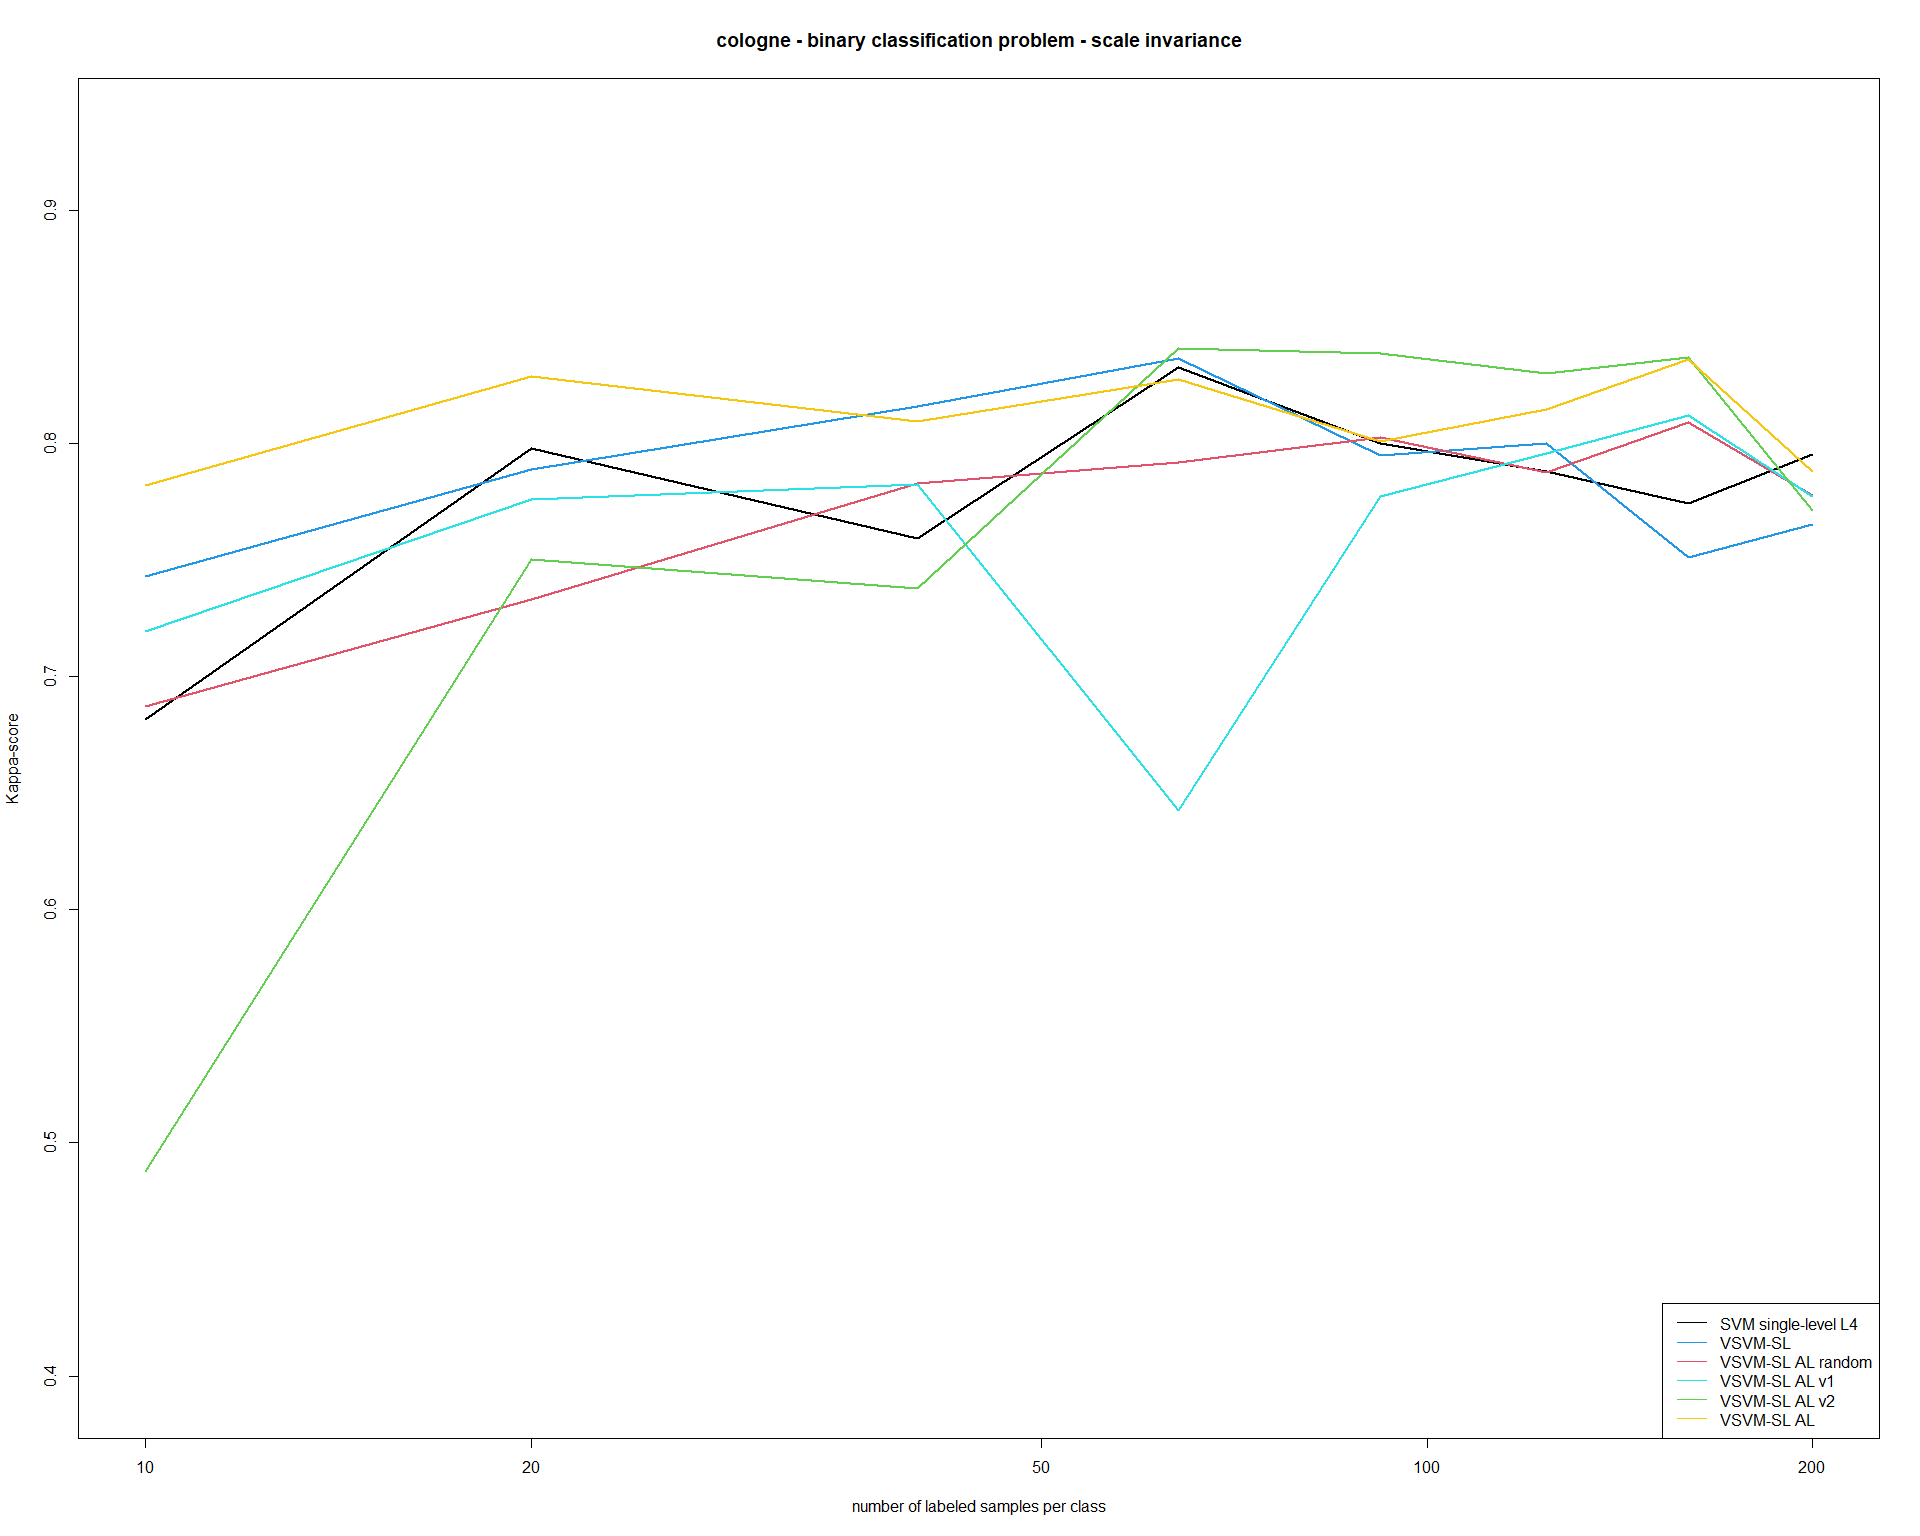 cologne - binary classification problem - scale invariance
0.9
0.8
0.7
0.6
0.5
0.4
Kappa-score
SVM single-level L4
VSVM-SL
VSVM-SL AL random
VSVM-SL AL v1
VSVM-SL AL v2
VSVM-SL AL
10 20 50 100 200
number of labeled samples per class